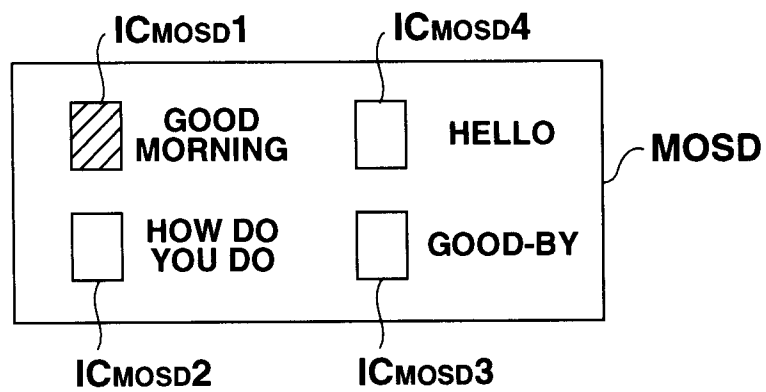 ICMOSD1
ICMOSD4
GOOD
MORNING
HELLO
MOSD
HOW DO
YOU DO
GOOD-BY
ICMOSD2
ICMOSD3